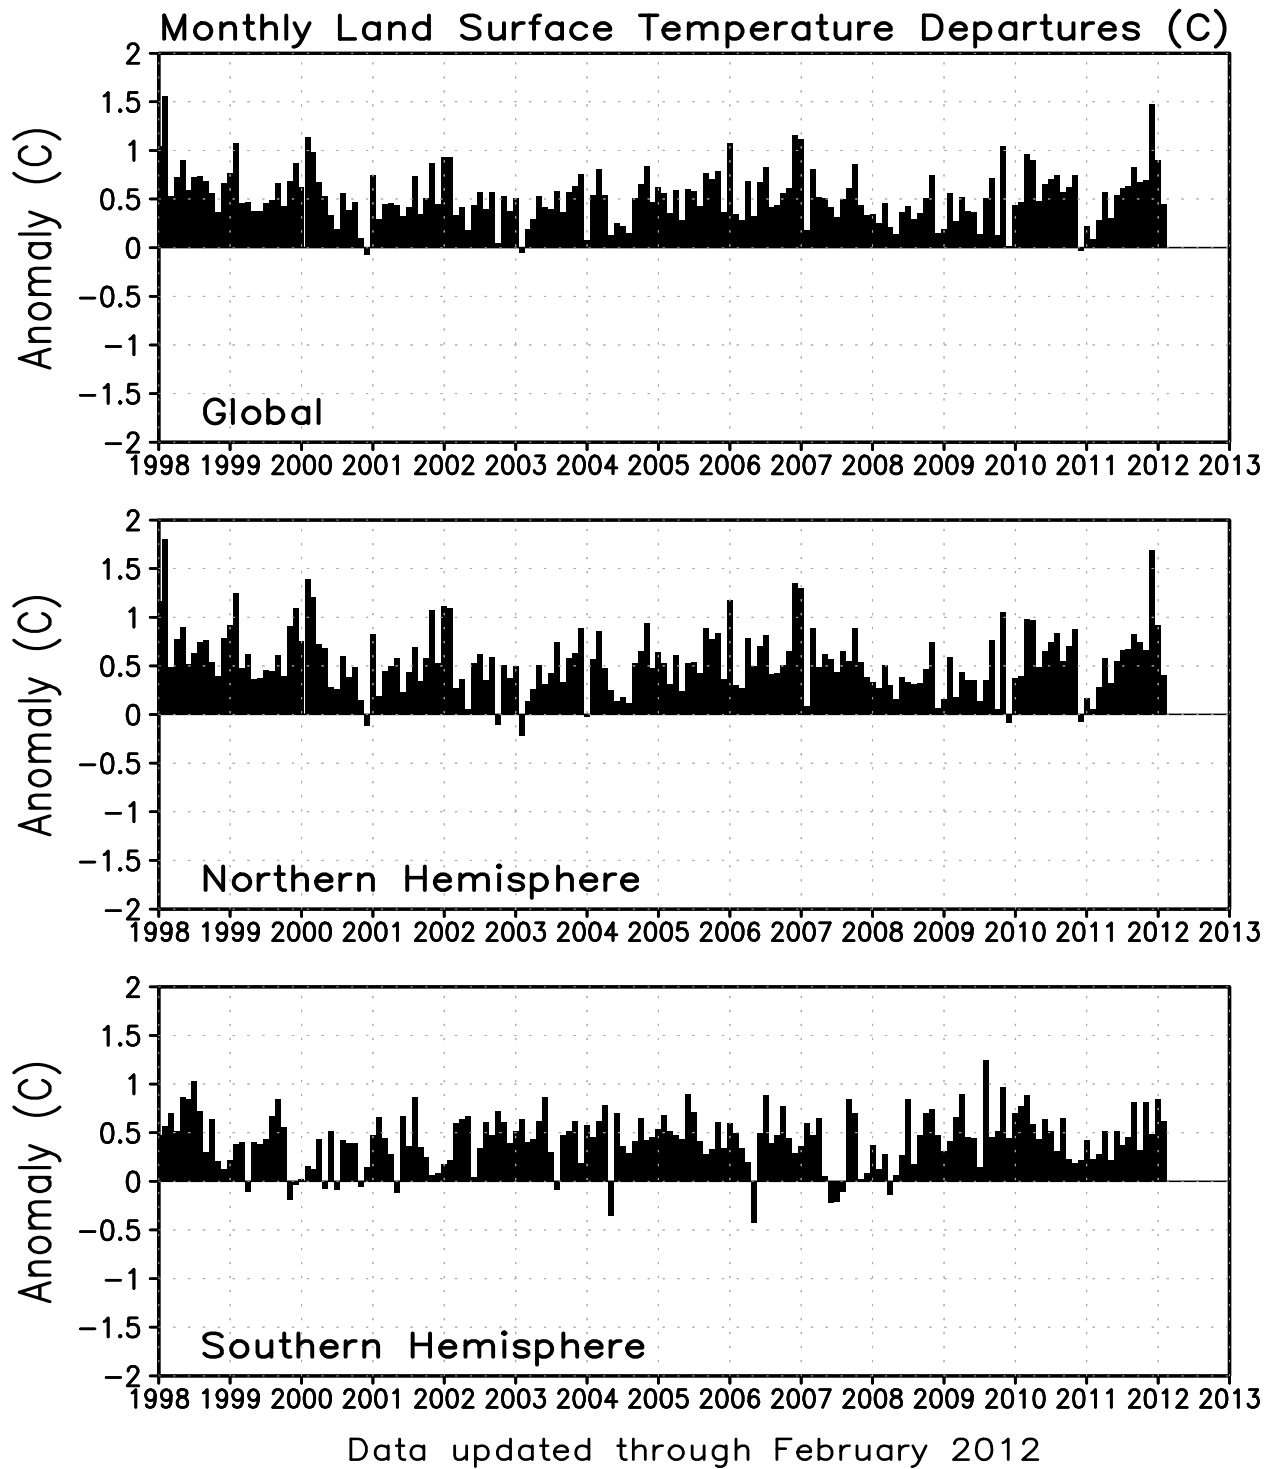 Monthly Land Surface Temperature Departures (C)
Anomaly (C)
2
1.5
1
0.5
0
−0.5
−1
−1.5
−2
Global
1998 1999 2000 2001 2002 2003 2004 2005 2006 2007 2008 2009 2010 2011 2012 2013
Anomaly (C)
2
1.5
1
0.5
0
−0.5
−1
−1.5
−2
Northern Hemisphere
1998 1999 2000 2001 2002 2003 2004 2005 2006 2007 2008 2009 2010 2011 2012 2013
Anomaly (C)
2
1.5
1
0.5
0
−0.5
−1
−1.5
−2
Southern Hemisphere
1998 1999 2000 2001 2002 2003 2004 2005 2006 2007 2008 2009 2010 2011 2012 2013
Data updated through February 2012